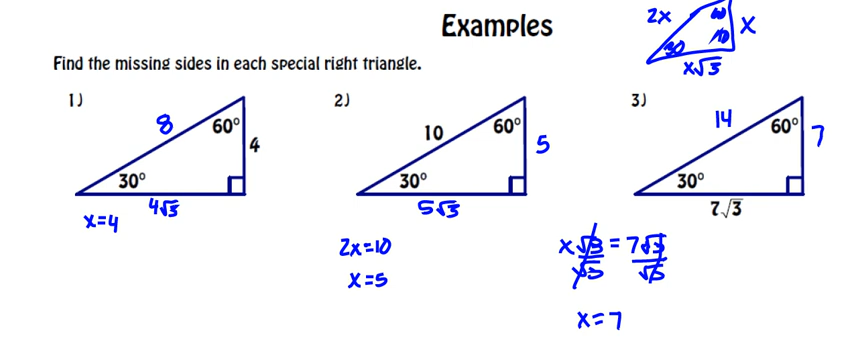 Examples
2x 60 x
30 90
x√3
Find the missing sides in each special right triangle.
1)
8
60°
4
30°
4√3
x=4
2)
10
60°
5
30°
5√3
2x=10
x=5
3)
14
60°
7
30°
7√3
x√3 = 7√3
√3 √3
x=7